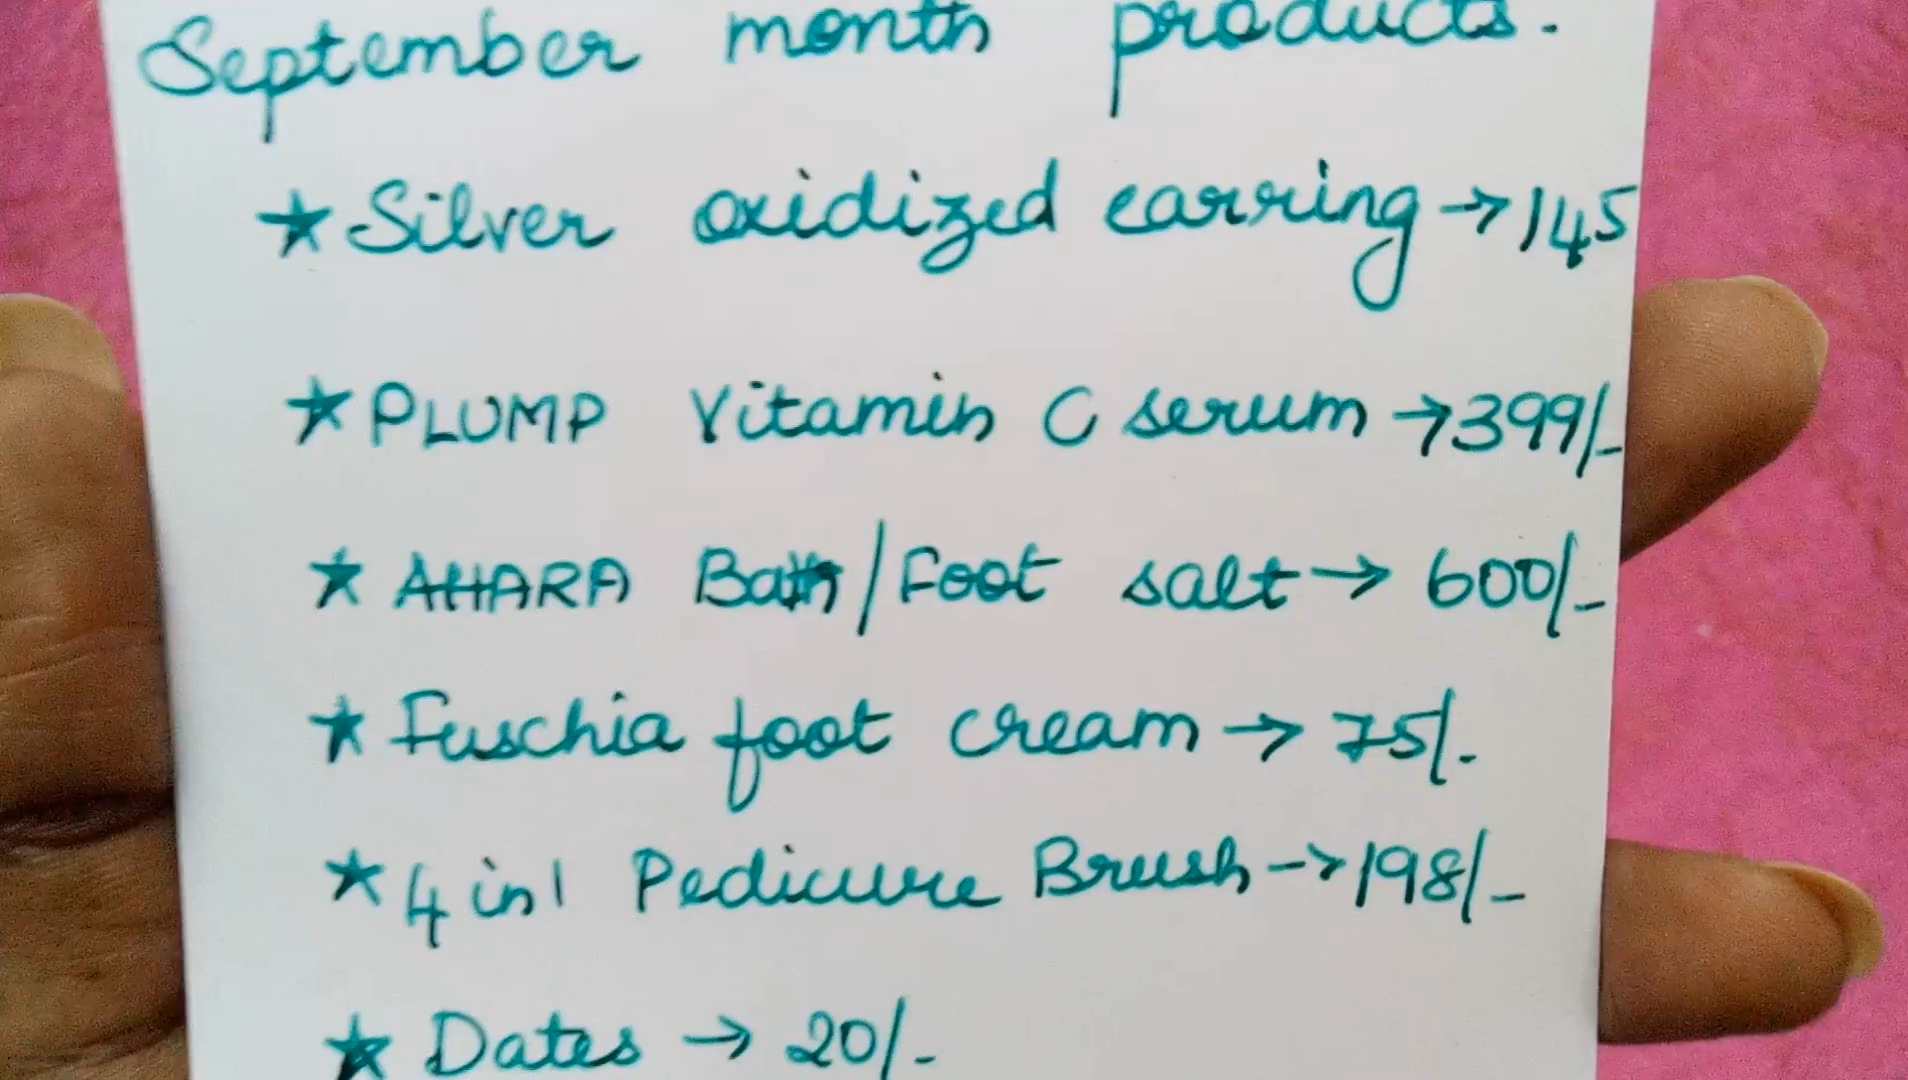 September month products.
★ Silver oxidized earring → 145
★ PLUMP Vitamin C serum → 399/-
★ AHARA Bath/Foot salt → 600/-
★ Fuschia foot cream → 75/-
★ 4 in 1 Pedicure Brush → 198/-
★ Dates → 20/-